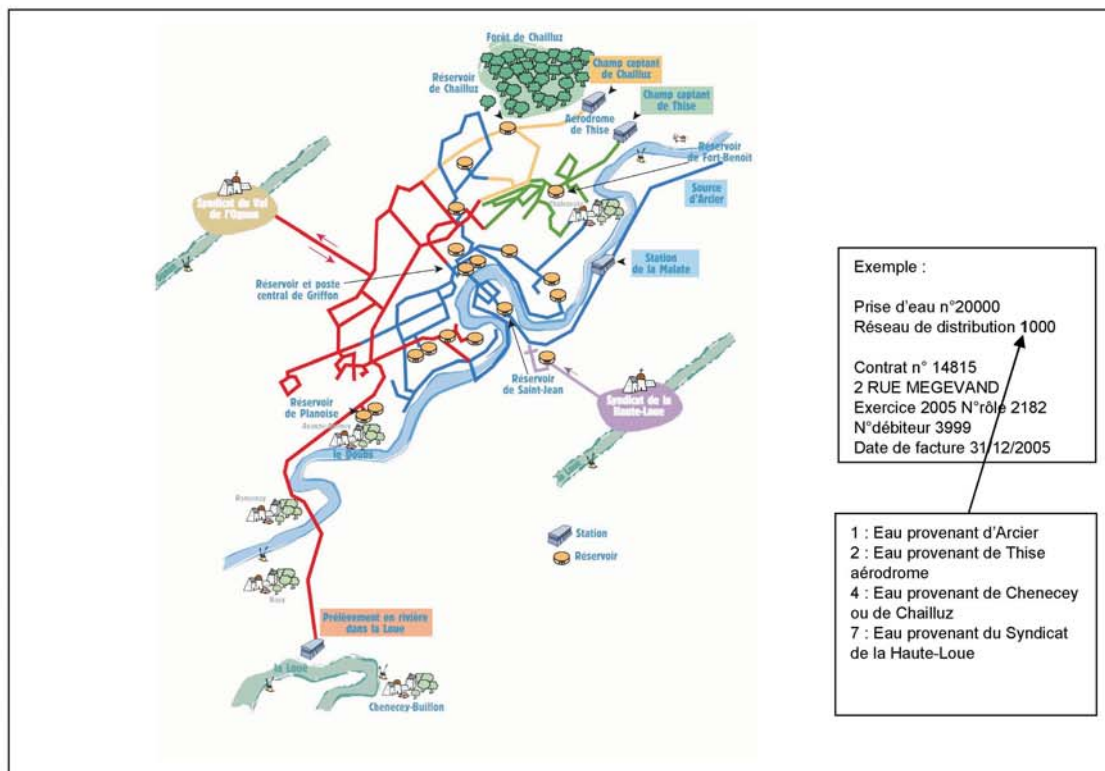 Forêt de Chailluz
Réservoir
de Chailluz
Champ captant
de Chailluz
Champ captant
de Thise
Aérodrome
de Thise
Réservoir
de Fort-Benoît
Syndicat du Val
de l'Ognon
Source
d'Arcier
Station
de la Malate
Réservoir et poste
central de Griffon
Réservoir
de Saint-Jean
Syndicat de la
Haute-Loue
Réservoir
de Planoise
le Doubs
Station
Réservoir
Prélèvement en rivière
dans la Loue
la Loue
Chenecey-Buillon
Exemple :
Prise d'eau n°20000
Réseau de distribution 1000
Contrat n° 14815
2 RUE MEGEVAND
Exercice 2005 N°rôle 2182
N°débiteur 3999
Date de facture 31/12/2005
1 : Eau provenant d'Arcier
2 : Eau provenant de Thise
aérodrome
4 : Eau provenant de Chenecey
ou de Chailluz
7 : Eau provenant du Syndicat
de la Haute-Loue